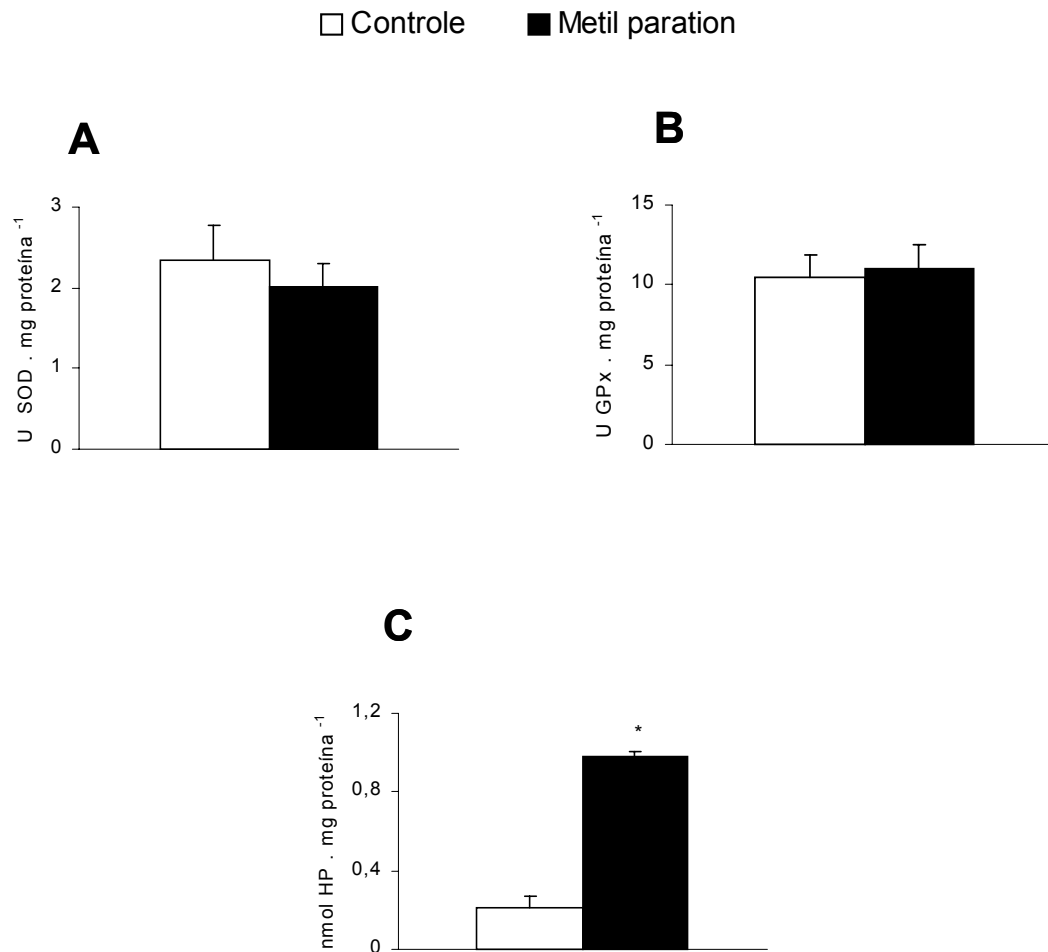 Controle Metil paration
A
3
2
1
0
U SOD . mg proteína -1
B
15
10
5
0
U GPx . mg proteína -1
C
1,2
0,8
0,4
0
nmol HP . mg proteína -1
*